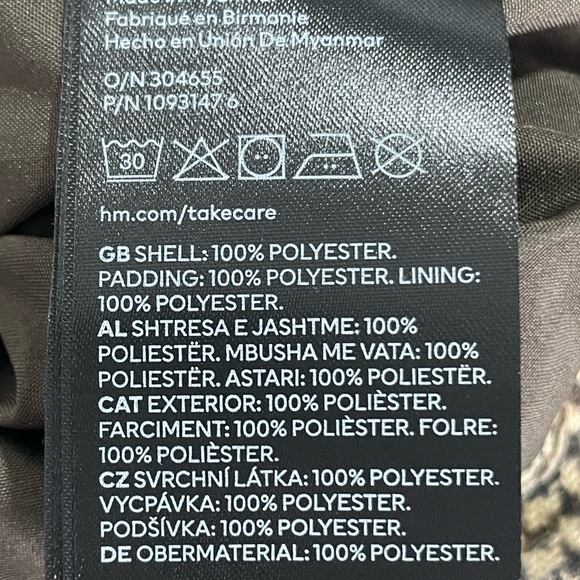 Fabriqué en Birmanie
Hecho en Unión De Myanmar
O/N 304655
P/N 1093147 6
30
hm.com/takecare
GB SHELL: 100% POLYESTER.
PADDING: 100% POLYESTER. LINING:
100% POLYESTER.
AL SHTRESA E JASHTME: 100%
POLIESTËR. MBUSHA ME VATA: 100%
POLIESTËR. ASTARI: 100% POLIESTËR.
CAT EXTERIOR: 100% POLIÈSTER.
FARCIMENT: 100% POLIÈSTER. FOLRE:
100% POLIÈSTER.
CZ SVRCHNÍ LÁTKA: 100% POLYESTER.
VYCPÁVKA: 100% POLYESTER.
PODŠÍVKA: 100% POLYESTER.
DE OBERMATERIAL: 100% POLYESTER.